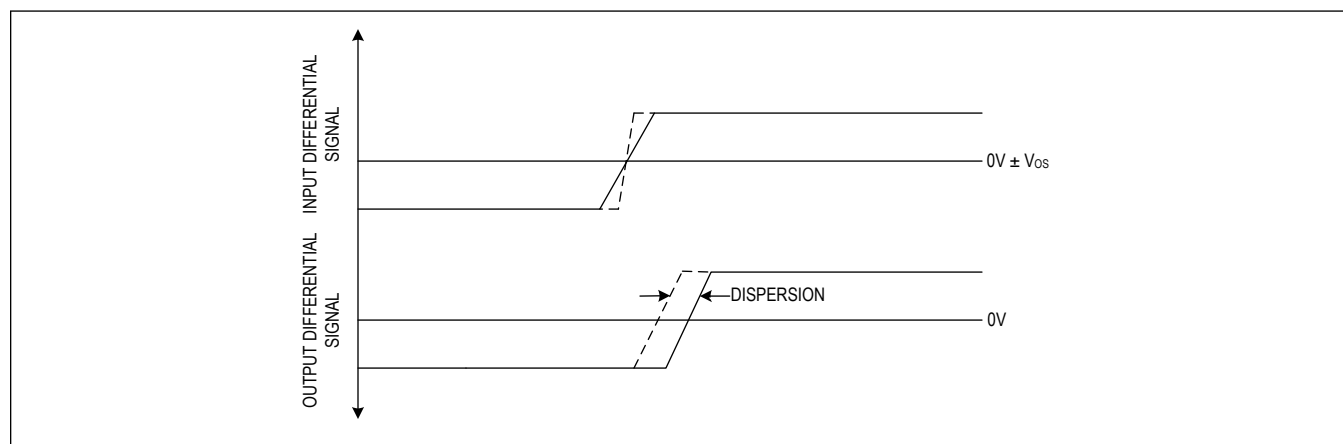 INPUT DIFFERENTIAL
SIGNAL
0V ± VOS
OUTPUT DIFFERENTIAL
SIGNAL
DISPERSION
0V